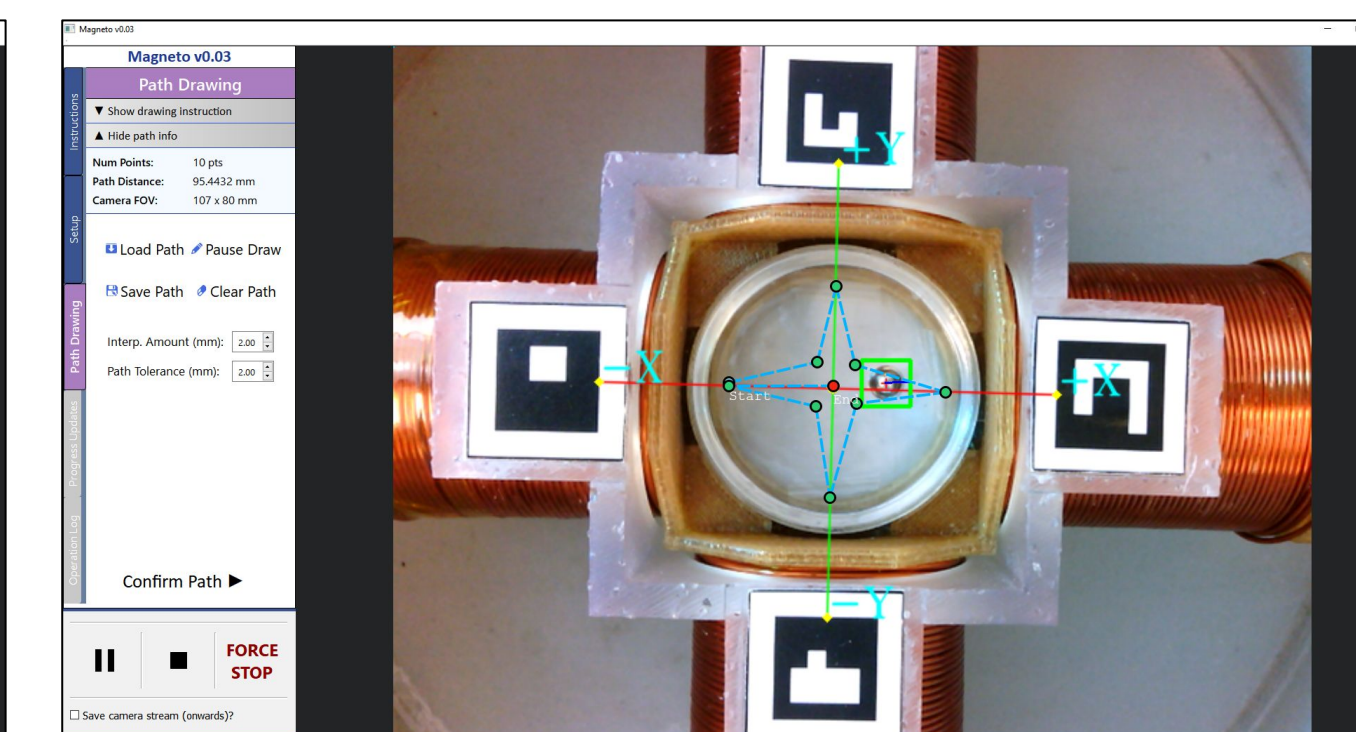 Magneto v0.03
Magneto v0.03
Path Drawing
▼ Show drawing instruction
▲ Hide path info
Num Points: 10 pts
Path Distance: 95.4432 mm
Camera FOV: 107 x 80 mm
Load Path Pause Draw
Save Path Clear Path
Interp. Amount (mm): 2.00
Path Tolerance (mm): 2.00
Confirm Path ►
FORCE
STOP
Save camera stream (onwards)?
Instructions
Setup
Path Drawing
Progress Updates
Operation Log
+Y
-X
+X
Start
End
-Y